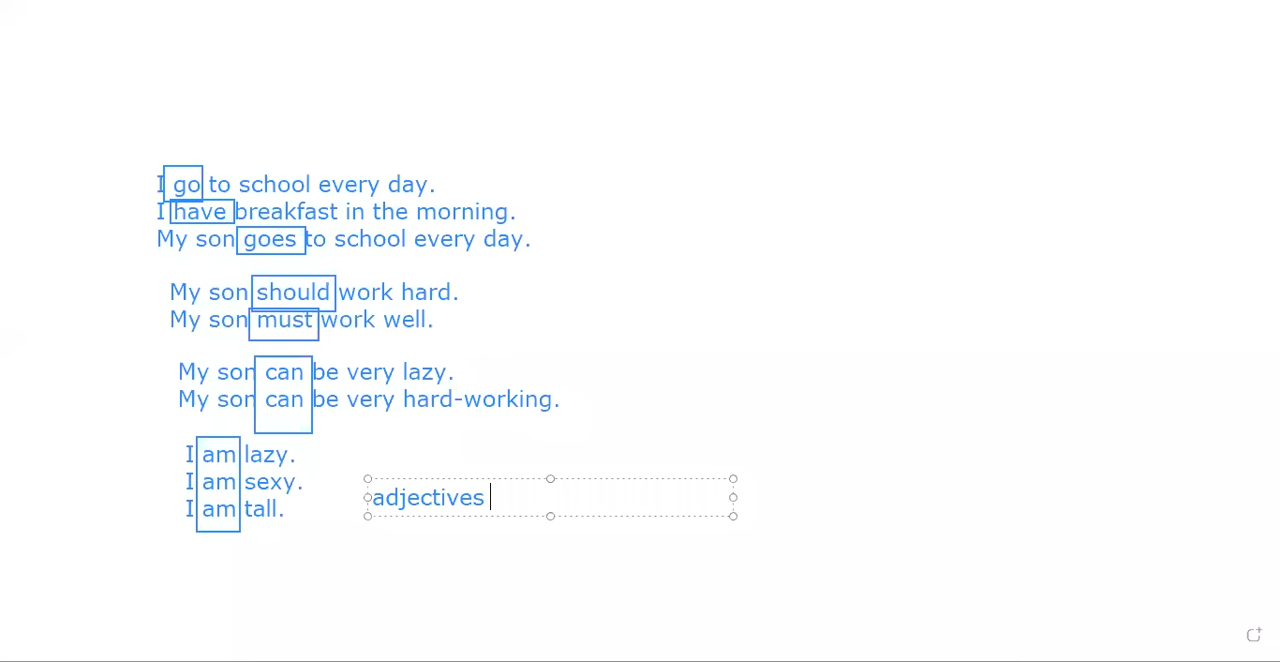 I go to school every day.
I have breakfast in the morning.
My son goes to school every day.
My son should work hard.
My son must work well.
My son can be very lazy.
My son can be very hard-working.
I am lazy.
I am sexy.
I am tall.
adjectives